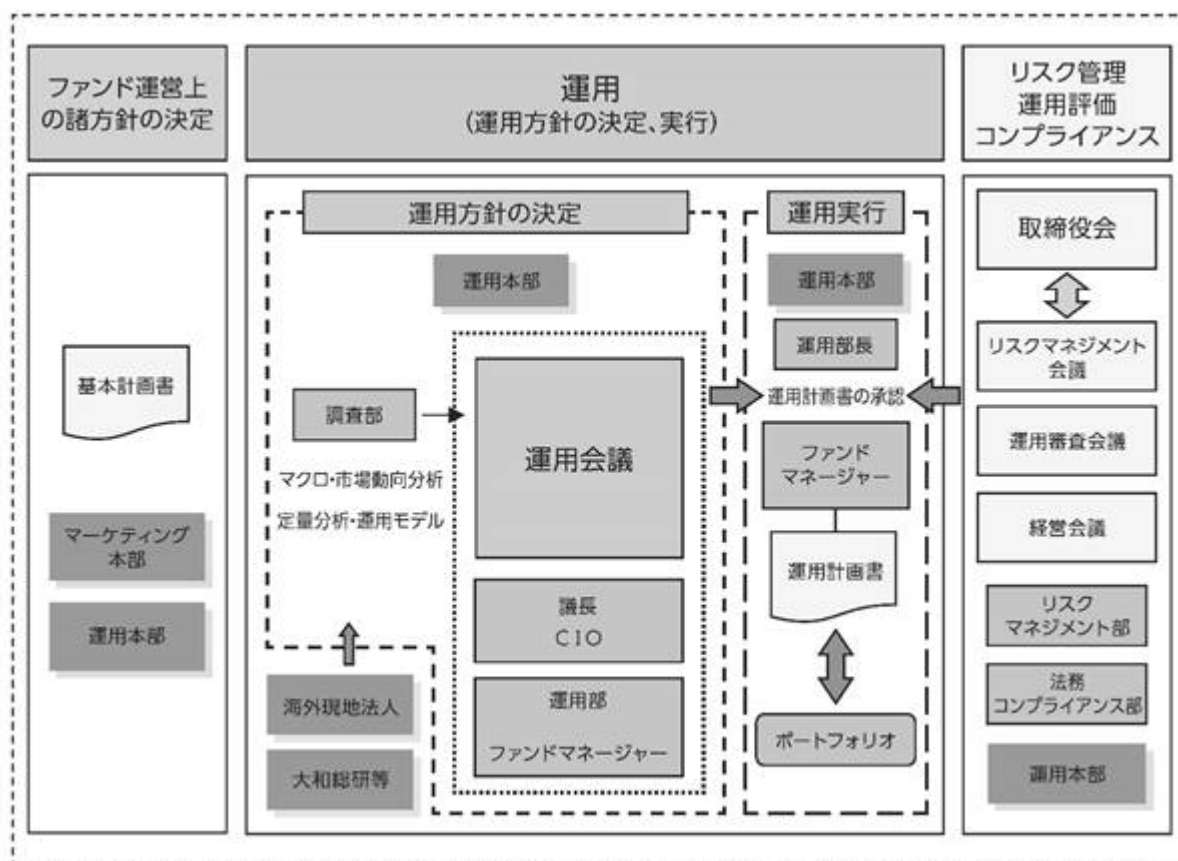 ファンド運営上
の諸方針の決定
運用
(運用方針の決定、実行)
リスク管理
運用評価
コンプライアンス
基本計画書
マーケティング
本部
運用本部
運用方針の決定
運用本部
調査部
マクロ・市場動向分析
定量分析・運用モデル
運用会議
議長
CIO
運用部
ファンドマネージャー
海外現地法人
大和総研等
運用実行
運用本部
運用部長
運用計画書の承認
ファンド
マネージャー
運用計画書
ポートフォリオ
取締役会
リスクマネジメント
会議
運用審査会議
経営会議
リスク
マネジメント部
法務
コンプライアンス部
運用本部